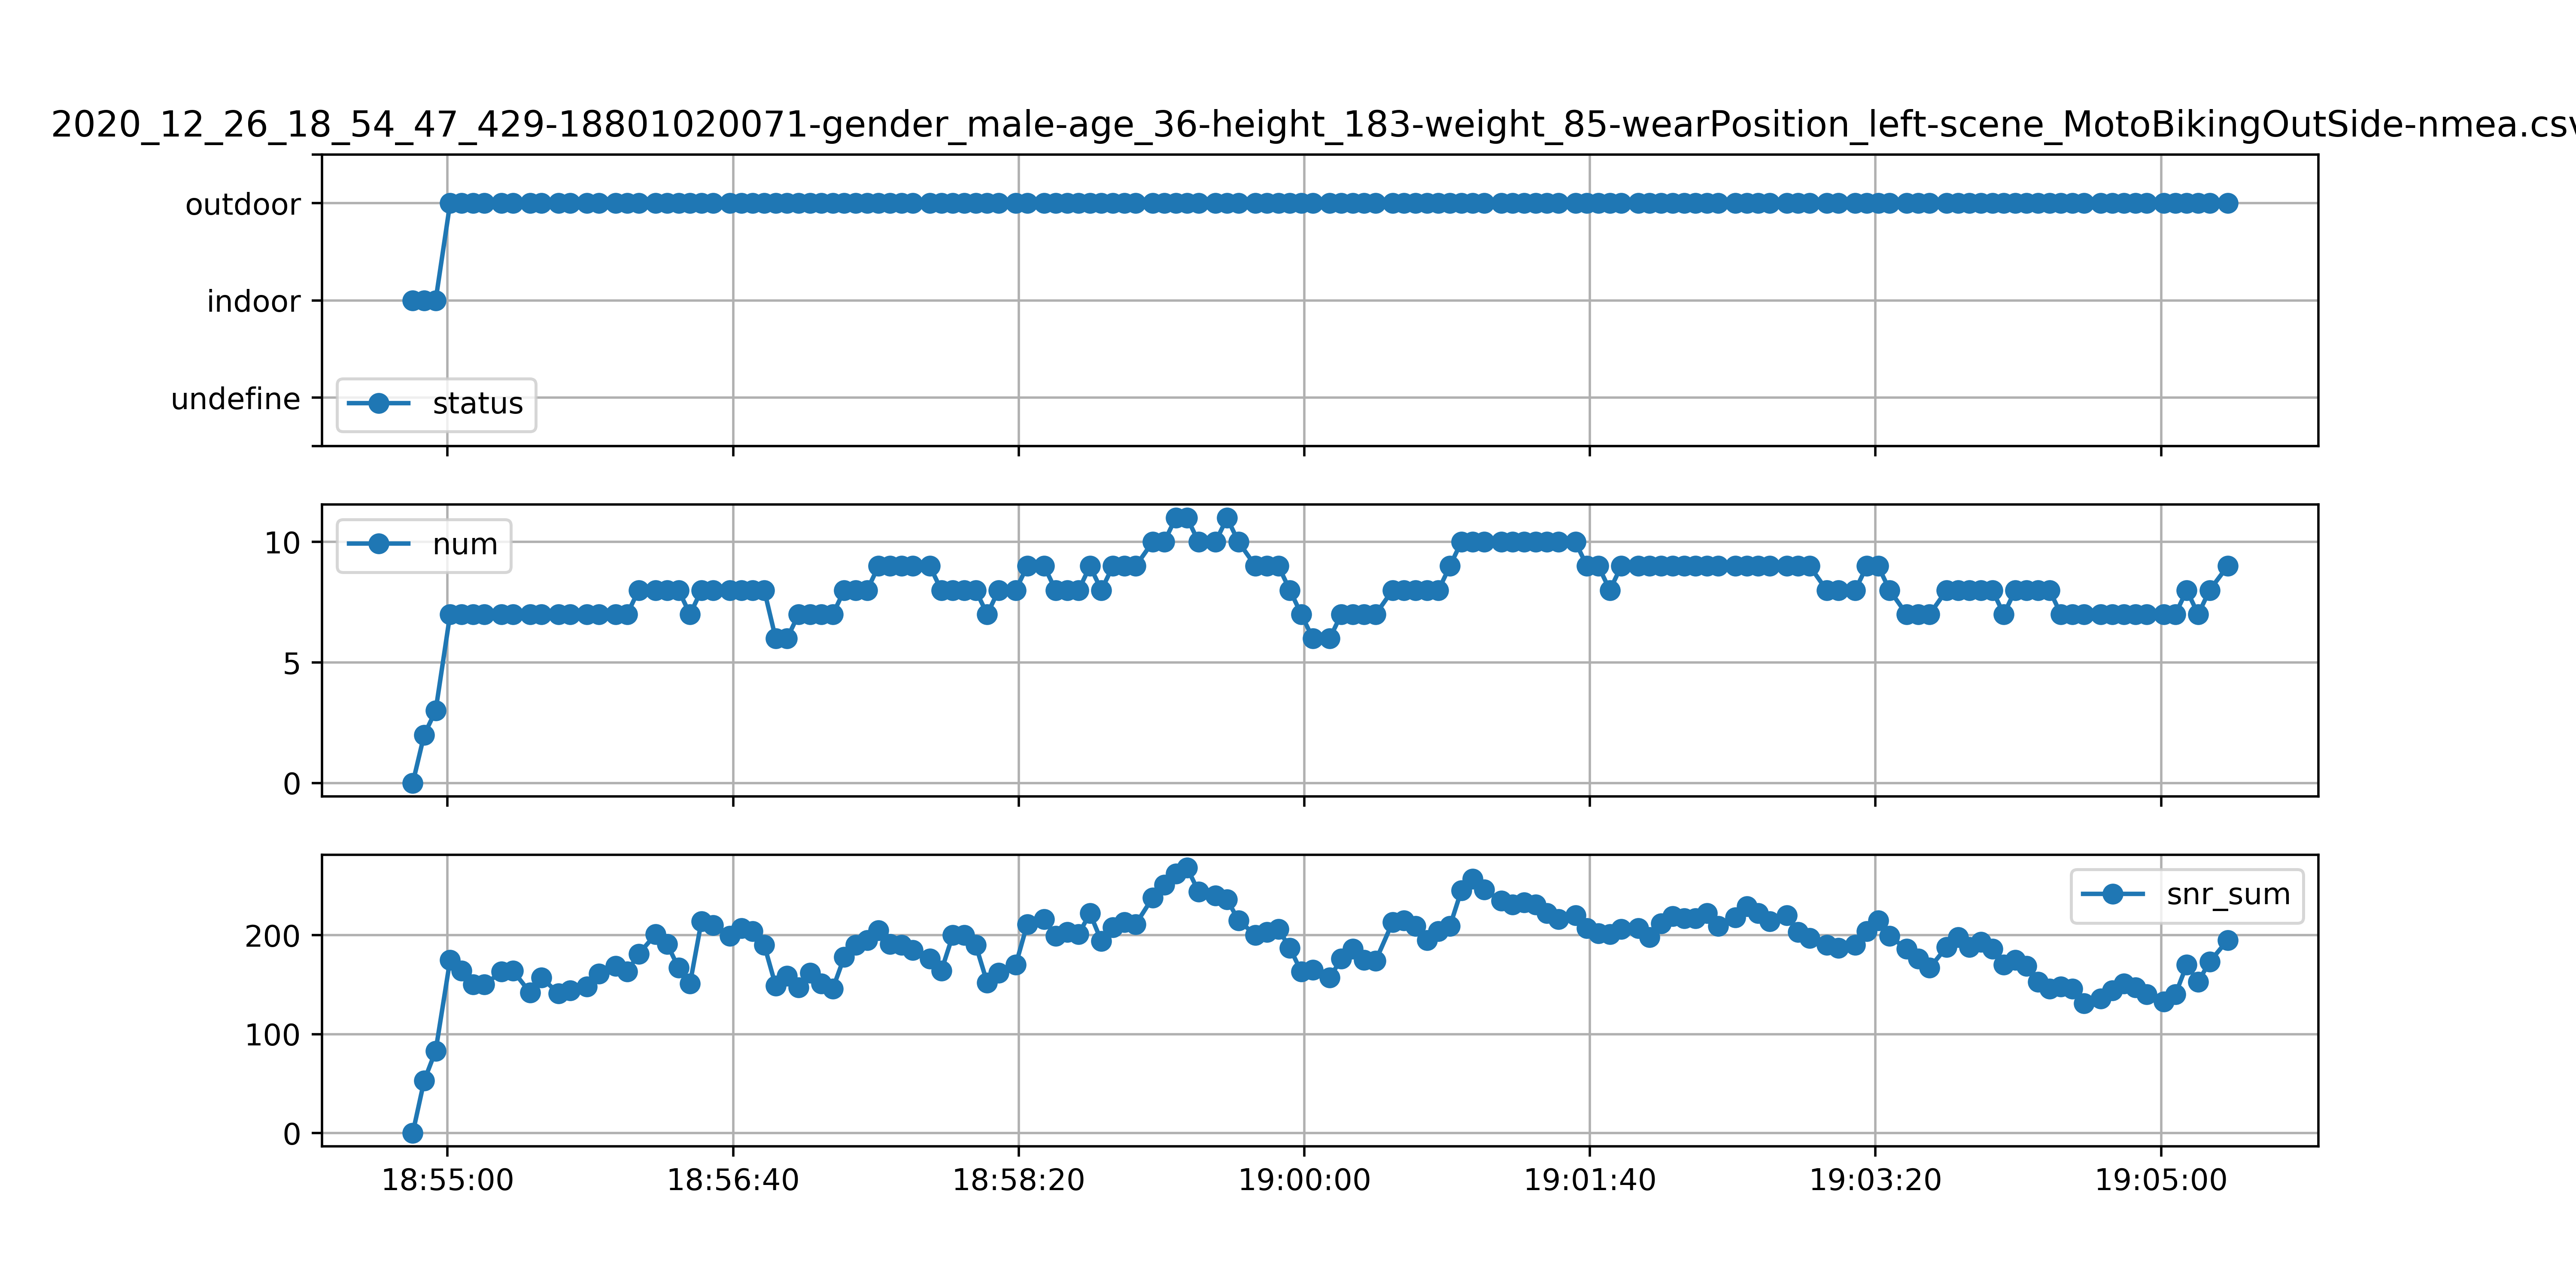 2020_12_26_18_54_47_429-18801020071-gender_male-age_36-height_183-weight_85-wearPosition_left-scene_MotoBikingOutSide-nmea.csv
outdoor
indoor
undefine
status
10
5
0
num
200
100
0
snr_sum
18:55:00 18:56:40 18:58:20 19:00:00 19:01:40 19:03:20 19:05:00